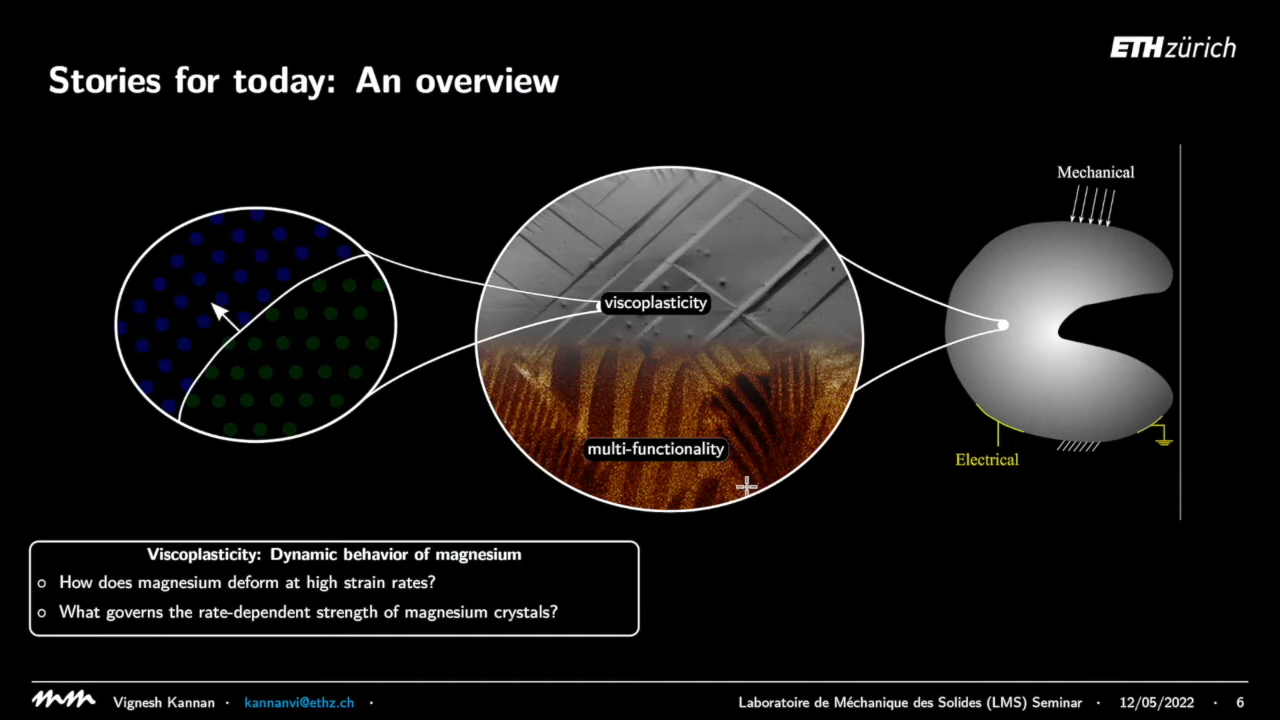 ETH zürich
Stories for today: An overview
Mechanical
viscoplasticity
multi-functionality
Electrical
Viscoplasticity: Dynamic behavior of magnesium
How does magnesium deform at high strain rates?
What governs the rate-dependent strength of magnesium crystals?
mm Vignesh Kannan · kannanvi@ethz.ch · Laboratoire de Méchanique des Solides (LMS) Seminar · 12/05/2022 · 6